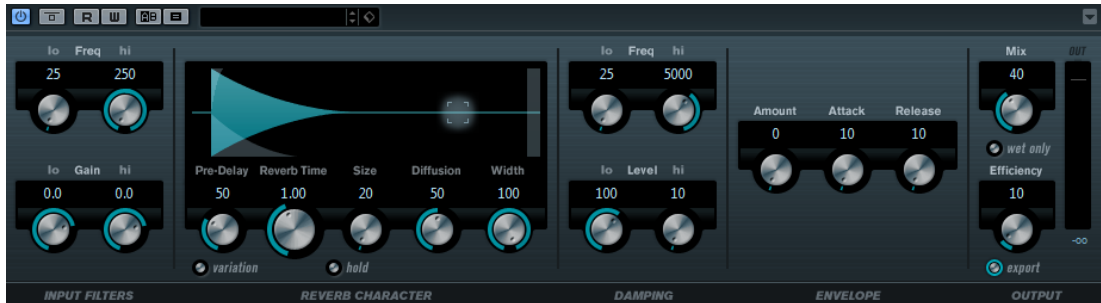 R W A B
lo Freq hi
25 250
lo Gain hi
0.0 0.0
INPUT FILTERS
Pre-Delay Reverb Time Size Diffusion Width
50 1.00 20 50 100
variation hold
REVERB CHARACTER
lo Freq hi
25 5000
lo Level hi
100 10
DAMPING
Amount Attack Release
0 10 10
ENVELOPE
Mix OUT
40
wet only
Efficiency
10
-∞
export
OUTPUT